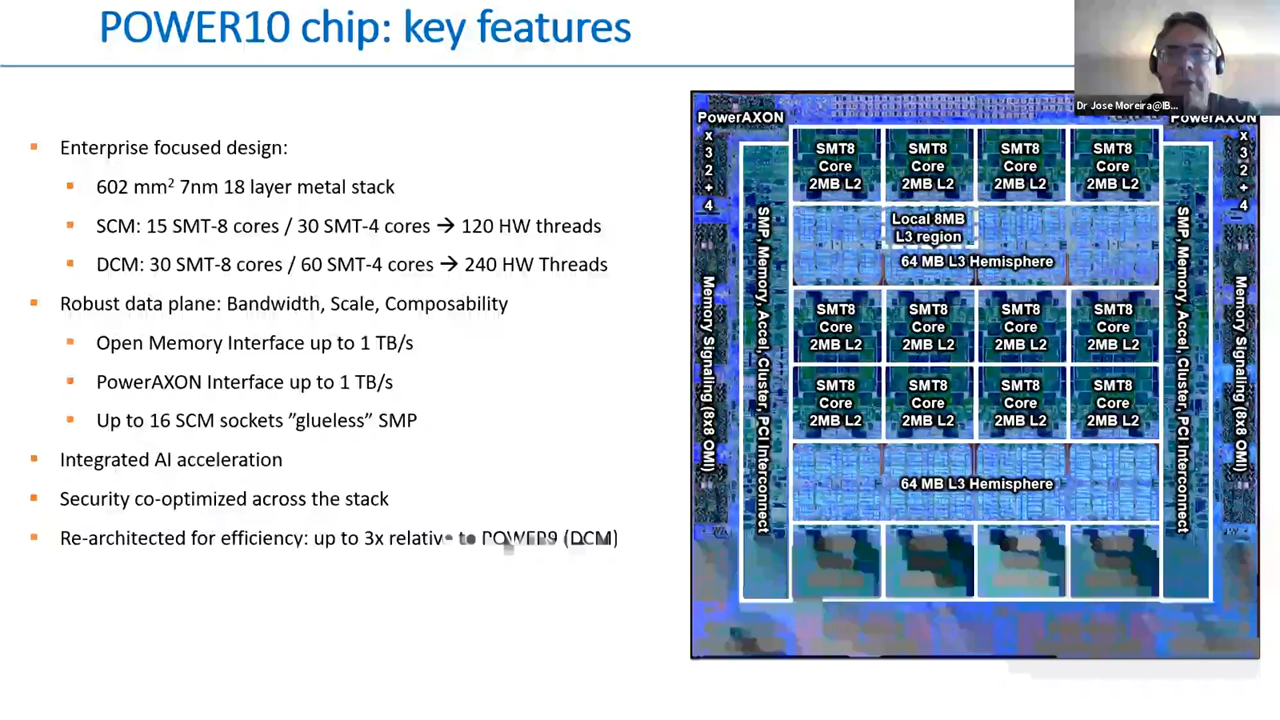 POWER10 chip: key features
Dr Jose Moreira@IB...
Enterprise focused design:
602 mm² 7nm 18 layer metal stack
SCM: 15 SMT-8 cores / 30 SMT-4 cores → 120 HW threads
DCM: 30 SMT-8 cores / 60 SMT-4 cores → 240 HW Threads
Robust data plane: Bandwidth, Scale, Composability
Open Memory Interface up to 1 TB/s
PowerAXON Interface up to 1 TB/s
Up to 16 SCM sockets ”glueless” SMP
Integrated AI acceleration
Security co-optimized across the stack
Re-architected for efficiency: up to 3x relative to POWER9 (DCM)
PowerAXON
x32+4
Memory Signaling (8x8 OMI)
SMP, Memory, Accel, Cluster, PCI Interconnect
SMT8
Core
2MB L2
SMT8
Core
2MB L2
SMT8
Core
2MB L2
SMT8
Core
2MB L2
Local 8MB
L3 region
64 MB L3 Hemisphere
SMT8
Core
2MB L2
SMT8
Core
2MB L2
SMT8
Core
2MB L2
SMT8
Core
2MB L2
SMT8
Core
2MB L2
SMT8
Core
2MB L2
SMT8
Core
2MB L2
SMT8
Core
2MB L2
64 MB L3 Hemisphere
SMP, Memory, Accel, Cluster, PCI Interconnect
PowerAXON
x32+4
Memory Signaling (8x8 OMI)